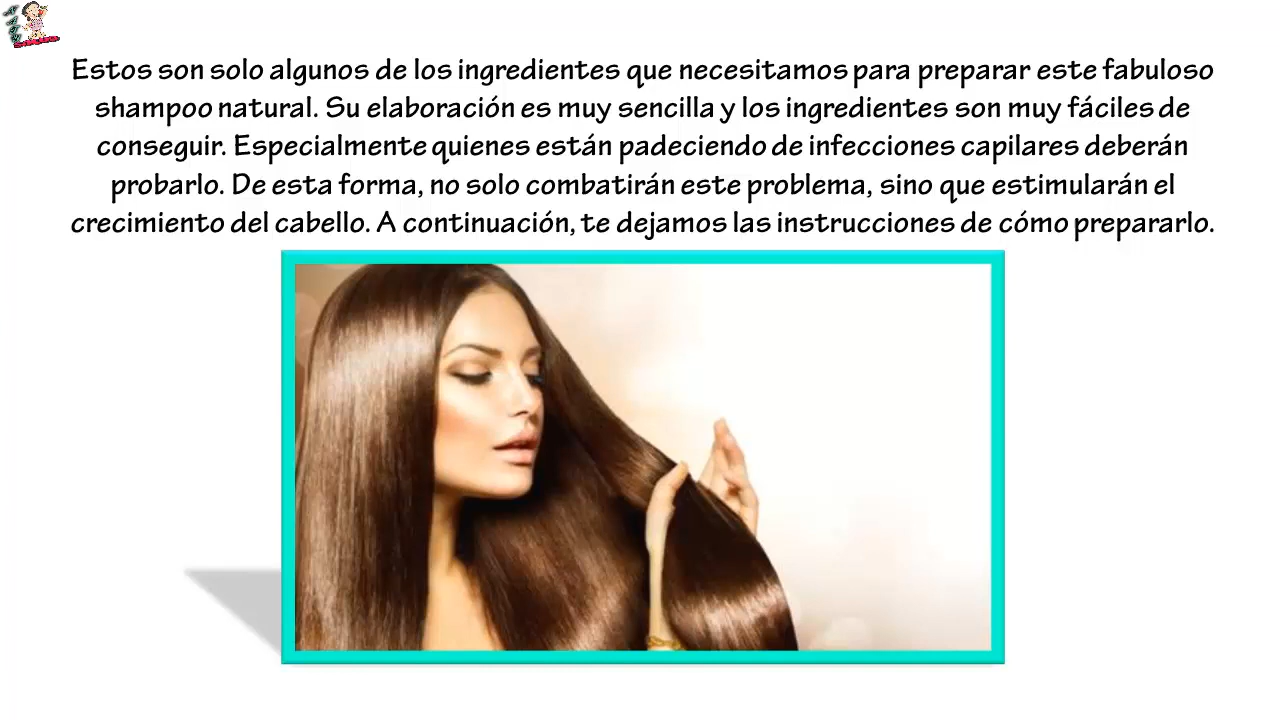 Estos son solo algunos de los ingredientes que necesitamos para preparar este fabuloso
shampoo natural. Su elaboración es muy sencilla y los ingredientes son muy fáciles de
conseguir. Especialmente quienes están padeciendo de infecciones capilares deberán
probarlo. De esta forma, no solo combatirán este problema, sino que estimularán el
crecimiento del cabello. A continuación, te dejamos las instrucciones de cómo prepararlo.